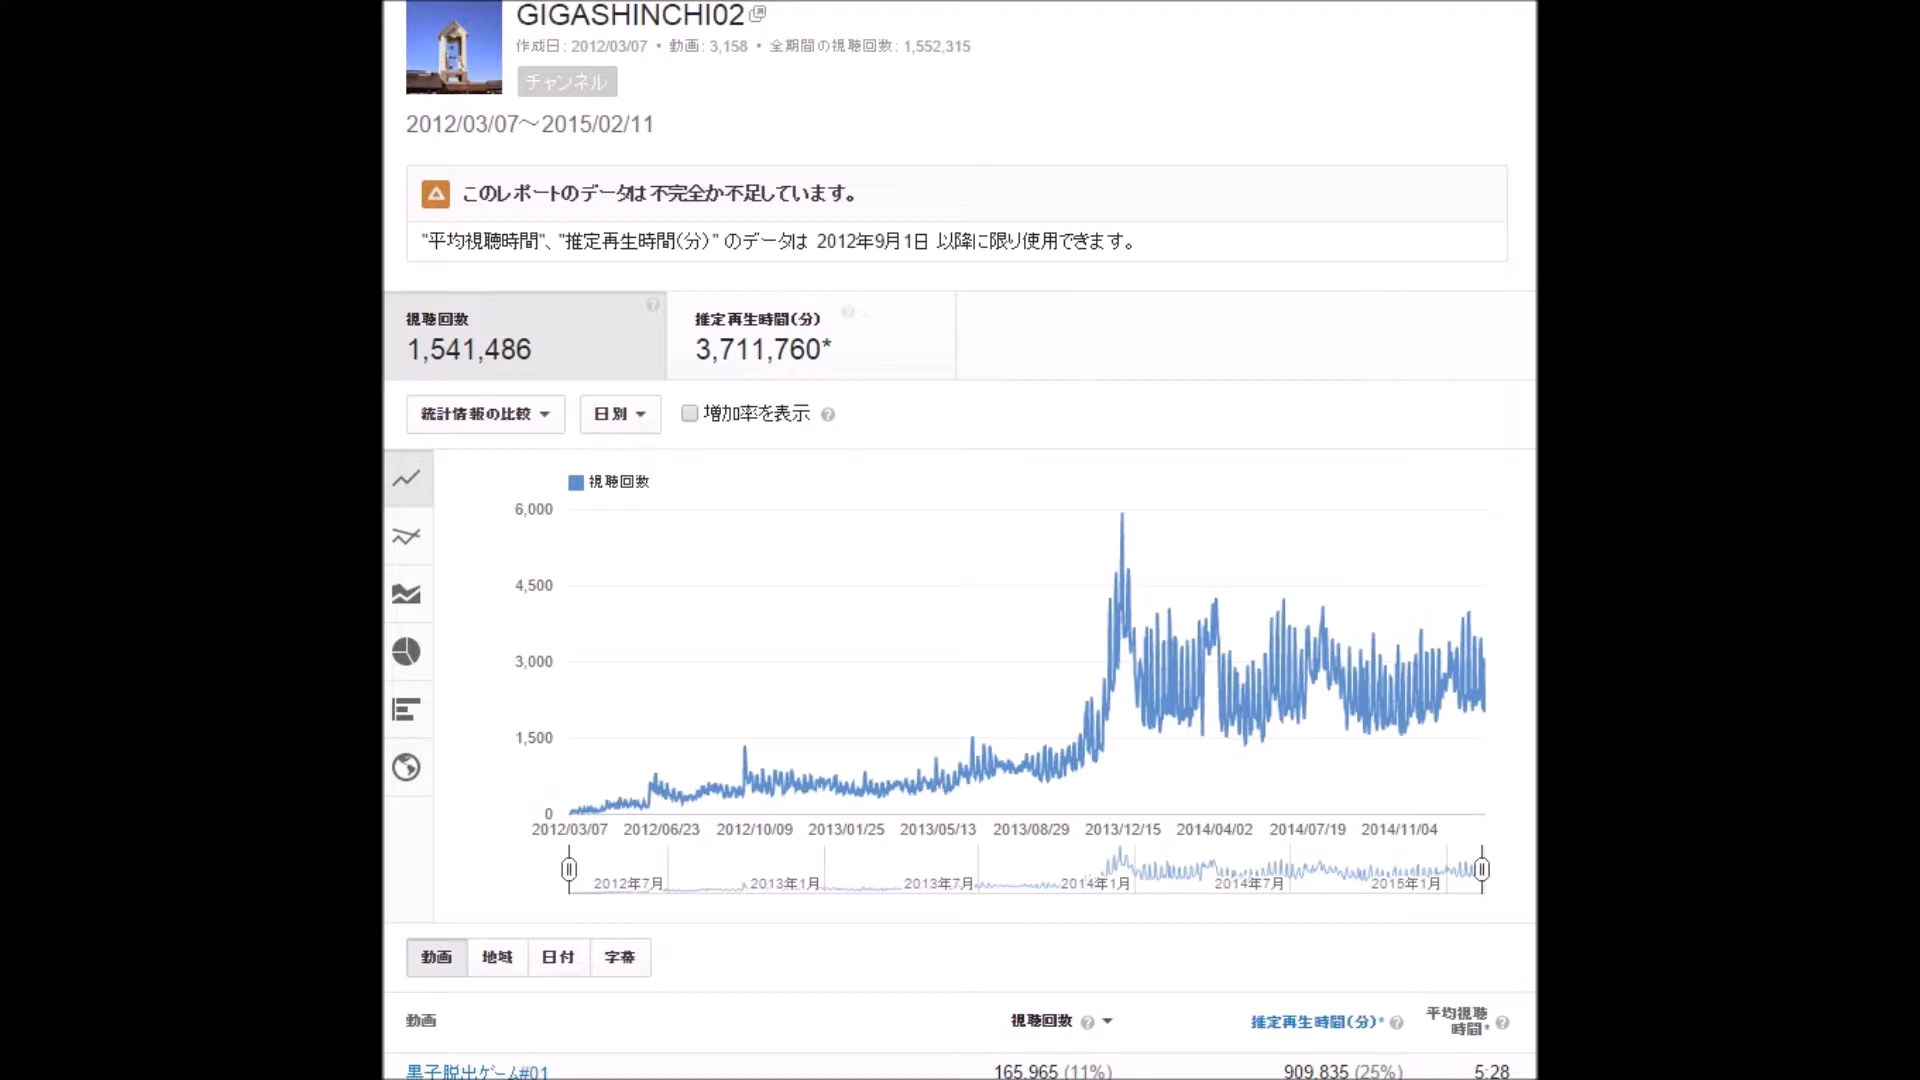 GIGASHINCHI02
作成日: 2012/03/07 • 動画: 3,158 • 全期間の視聴回数: 1,552,315
チャンネル
2012/03/07～2015/02/11
このレポートのデータは不完全か不足しています。
"平均視聴時間"、"推定再生時間(分)" のデータは 2012年9月1日 以降に限り使用できます。
視聴回数
1,541,486
推定再生時間(分)
3,711,760*
統計情報の比較 日別 増加率を表示
視聴回数
6,000
4,500
3,000
1,500
0
2012/03/07 2012/06/23 2012/10/09 2013/01/25 2013/05/13 2013/08/29 2013/12/15 2014/04/02 2014/07/19 2014/11/04
2012年7月 2013年1月 2013年7月 2014年1月 2014年7月 2015年1月
動画 地域 日付 字幕
動画 視聴回数 推定再生時間(分)* 平均視聴時間*
黒子脱出ゲーム#01 165,965 (11%) 909,835 (25%) 5:28